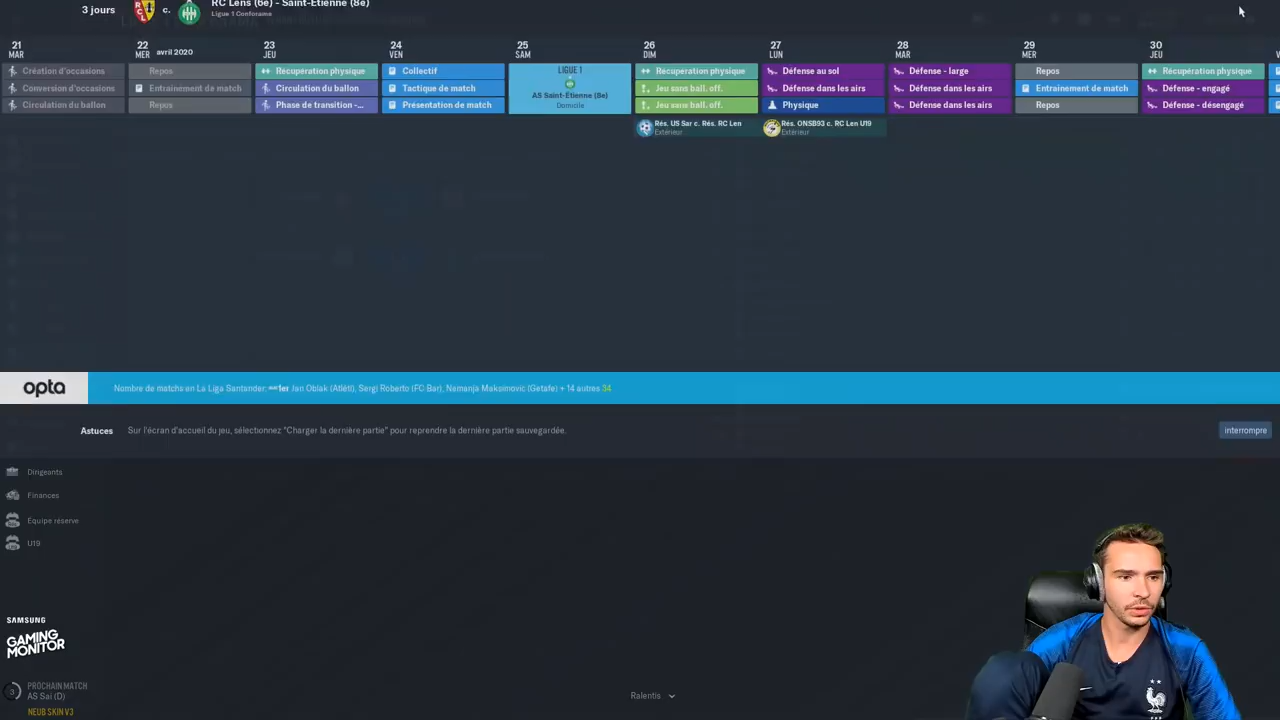 3 jours
RC Lens (6e) - Saint-Étienne (8e)
c.
Ligue 1 Conforama
21 22 23 24 25 26 27 28 29 30
MAR MER avril 2020 JEU VEN SAM DIM LUN MAR MER JEU
Création d'occasions
Conversion d'occasions
Circulation du ballon
Repos
Entrainement de match
Repos
Récupération physique
Circulation du ballon
Phase de transition -...
Collectif
Tactique de match
Présentation de match
LIGUE 1
AS Saint-Étienne (8e)
Domicile
Récupération physique
Jeu sans ball. off.
Jeu sans ball. off.
Rés. US Sar c. Rés. RC Len
Extérieur
Défense au sol
Défense dans les airs
Physique
Rés. ONSB93 c. RC Len U19
Extérieur
Défense - large
Défense dans les airs
Défense dans les airs
Repos
Entrainement de match
Repos
Récupération physique
Défense - engagé
Défense - désengagé
opta
Nombre de matchs en La Liga Santander: 1er Jan Oblak (Atléti), Sergi Roberto (FC Bar), Nemanja Maksimovic (Getafe) + 14 autres 34
Astuces Sur l'écran d'accueil du jeu, sélectionnez "Charger la dernière partie" pour reprendre la dernière partie sauvegardée. interrompre
Dirigeants
Finances
Équipe réserve
U19
SAMSUNG
GAMING
MONITOR
3
PROCHAIN MATCH
AS Sai (D)
NEUB SKIN V3
Ralentis